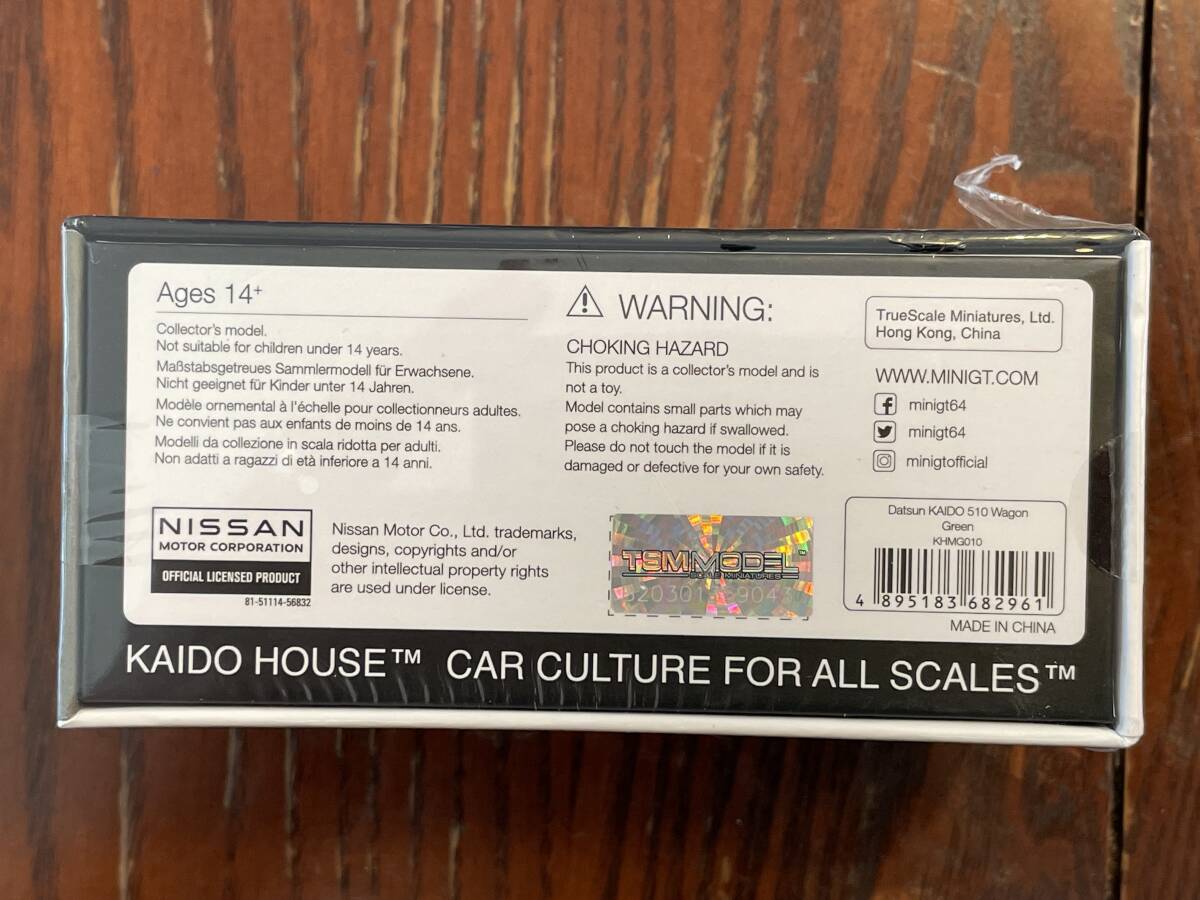 Ages 14+
Collector's model.
Not suitable for children under 14 years.
Maßstabsgetreues Sammlermodell für Erwachsene.
Nicht geeignet für Kinder unter 14 Jahren.
Modèle ornemental à l'échelle pour collectionneurs adultes.
Ne convient pas aux enfants de moins de 14 ans.
Modelli da collezione in scala ridotta per adulti.
Non adatti a ragazzi di età inferiore a 14 anni.
NISSAN
MOTOR CORPORATION
OFFICIAL LICENSED PRODUCT
81-51114-56832
Nissan Motor Co., Ltd. trademarks,
designs, copyrights and/or
other intellectual property rights
are used under license.
WARNING:
CHOKING HAZARD
This product is a collector's model and is
not a toy.
Model contains small parts which may
pose a choking hazard if swallowed.
Please do not touch the model if it is
damaged or defective for your own safety.
TSMMODEL™
SCALE MINIATURES
TrueScale Miniatures, Ltd.
Hong Kong, China
WWW.MINIGT.COM
minigt64
minigt64
minigtofficial
Datsun KAIDO 510 Wagon
Green
KHMG010
4 895183 682961
MADE IN CHINA
KAIDO HOUSE™ CAR CULTURE FOR ALL SCALES™